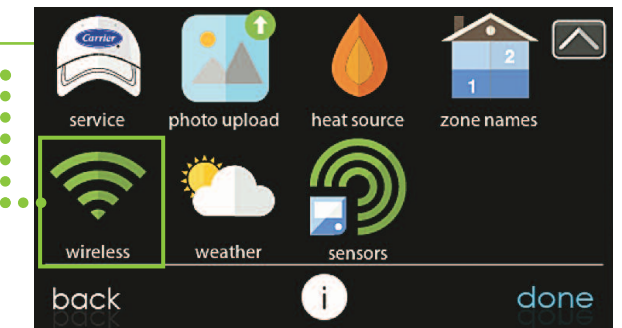 Carrier
2
1
service photo upload heat source zone names
wireless weather sensors
back i done